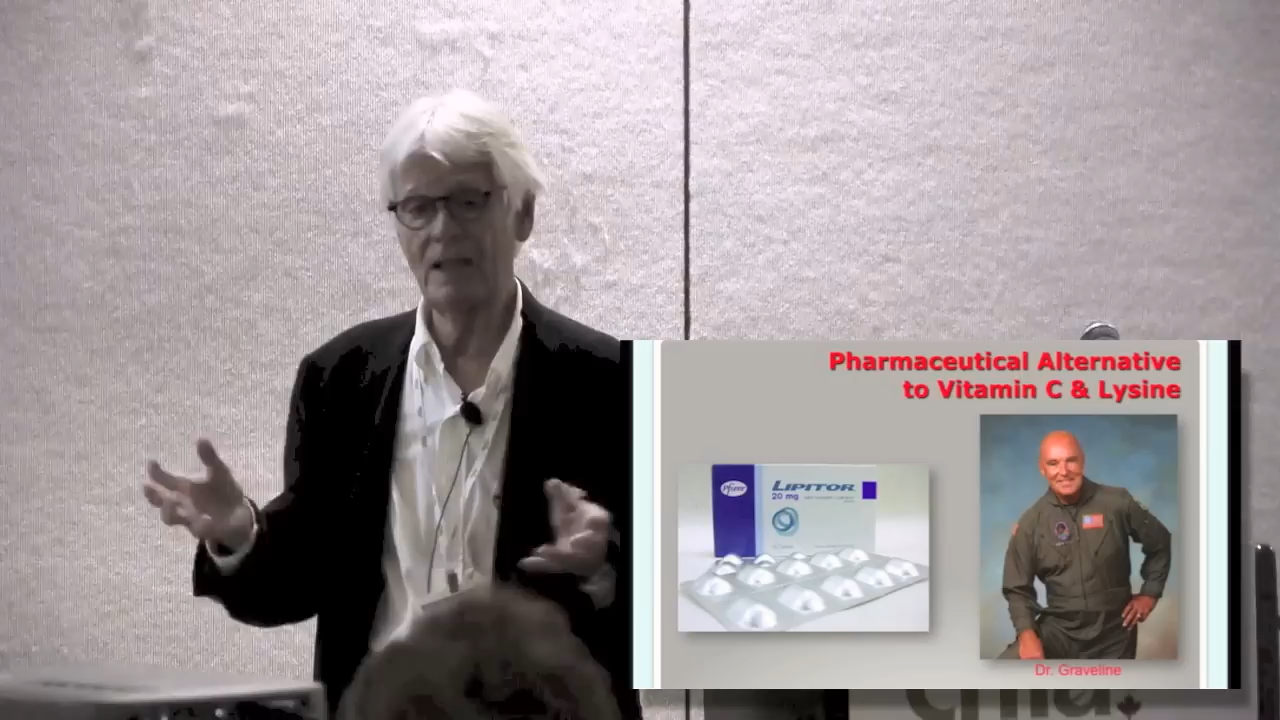 Pharmaceutical Alternative
to Vitamin C & Lysine
Pfizer
LIPITOR
20 mg
Dr. Graveline